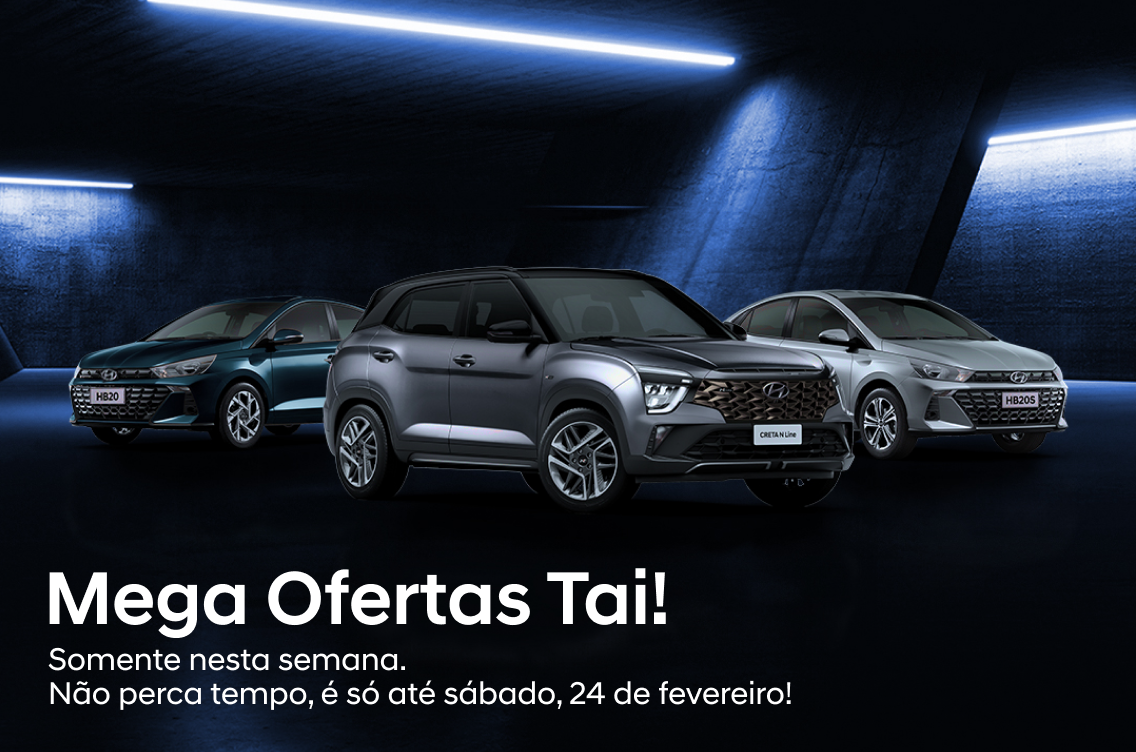 HB20
CRETA N Line
HB20S
Mega Ofertas Tai!
Somente nesta semana.
Não perca tempo, é só até sábado, 24 de fevereiro!